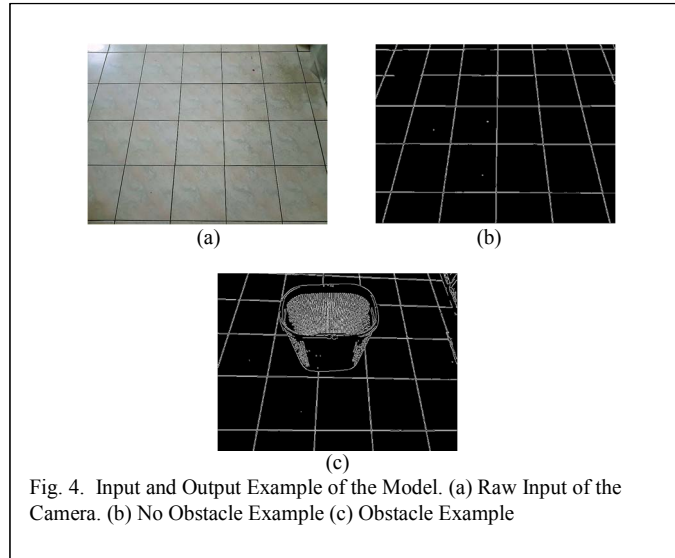 (a)
(b)
(c)
Fig. 4. Input and Output Example of the Model. (a) Raw Input of the
Camera. (b) No Obstacle Example (c) Obstacle Example